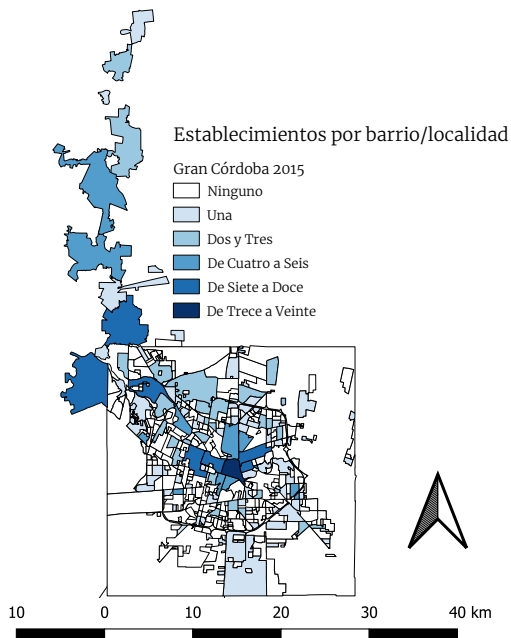 Establecimientos por barrio/localidad
Gran Córdoba 2015
Ninguno
Una
Dos y Tres
De Cuatro a Seis
De Siete a Doce
De Trece a Veinte
10 0 10 20 30 40 km